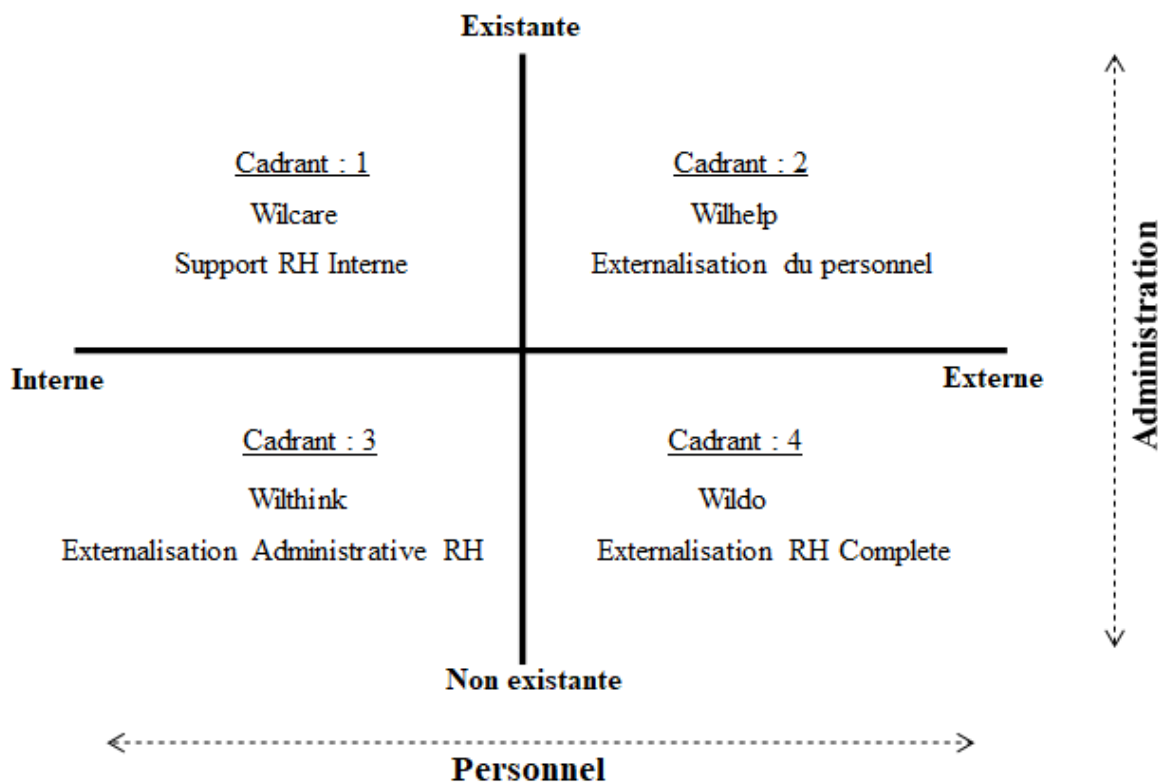 Existante
Cadrant : 1
Wilcare
Support RH Interne
Cadrant : 2
Wilhelp
Externalisation du personnel
Administration
Interne
Externe
Cadrant : 3
Wilthink
Externalisation Administrative RH
Cadrant : 4
Wildo
Externalisation RH Complete
Non existante
Personnel